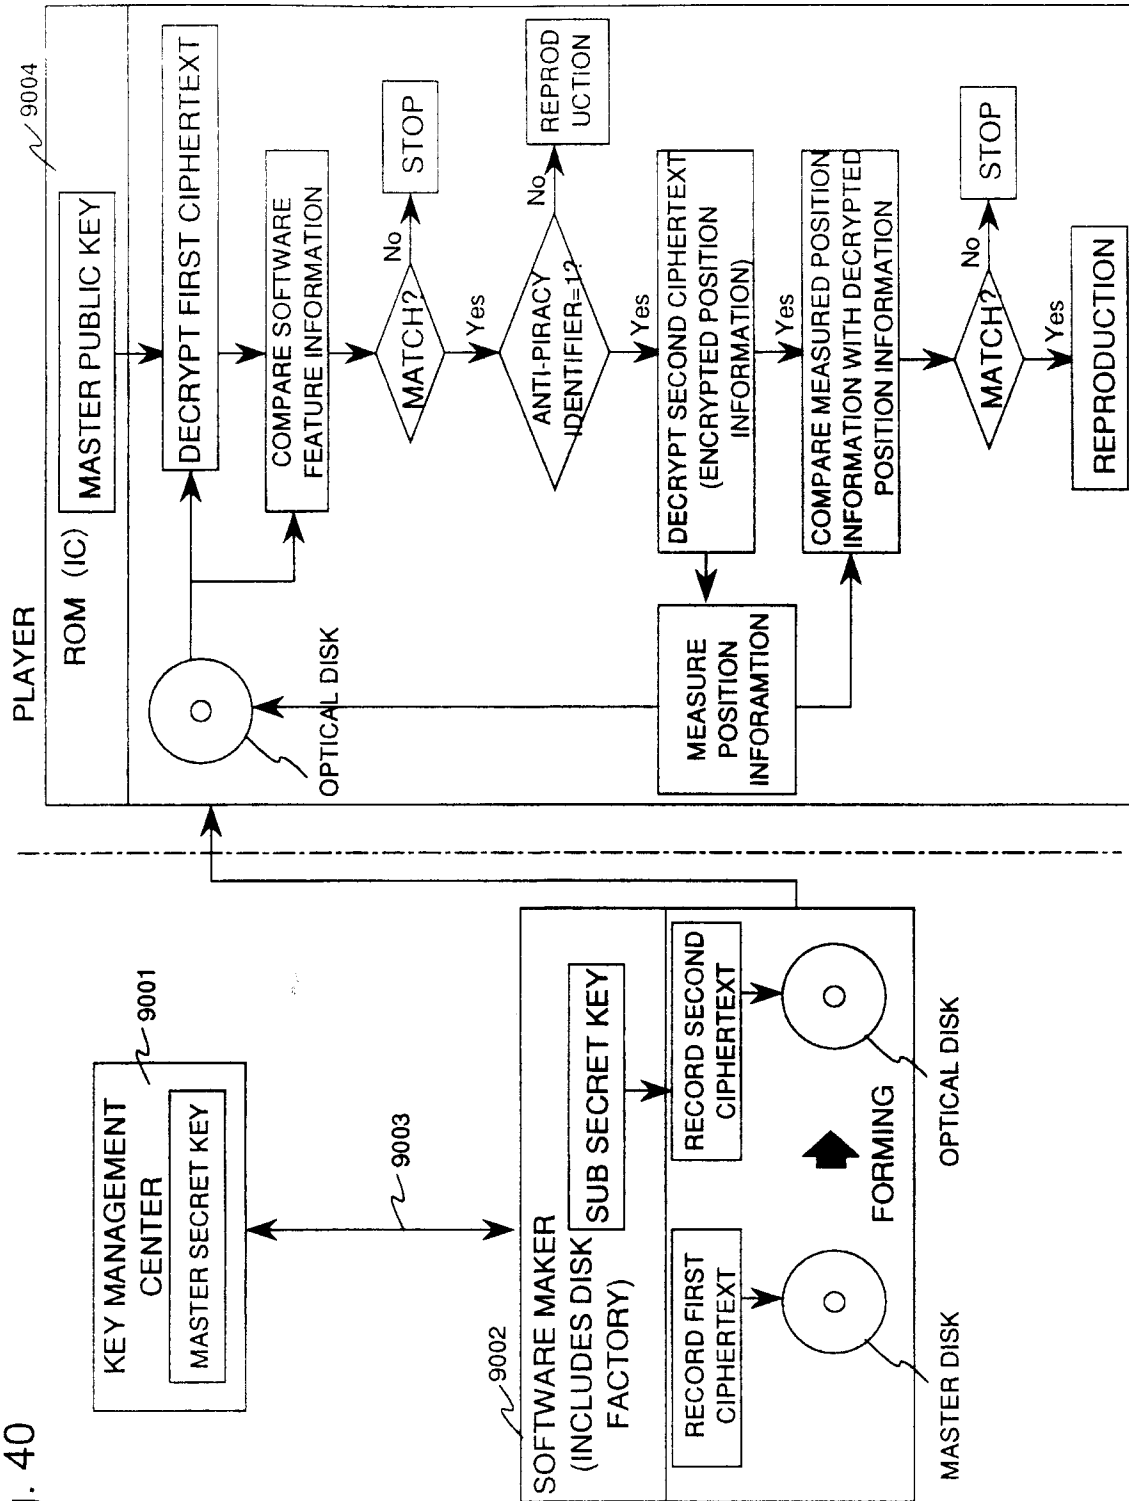 . 40
KEY MANAGEMENT
CENTER
MASTER SECRET KEY
9001
9003
9002
SOFTWARE MAKER
(INCLUDES DISK
FACTORY)
SUB SECRET KEY
RECORD FIRST
CIPHERTEXT
RECORD SECOND
CIPHERTEXT
FORMING
MASTER DISK
OPTICAL DISK
PLAYER
9004
ROM (IC)
MASTER PUBLIC KEY
OPTICAL DISK
DECRYPT FIRST CIPHERTEXT
COMPARE SOFTWARE
FEATURE INFORMATION
MATCH?
No
STOP
Yes
ANTI-PIRACY
IDENTIFIER=1?
No
REPROD
UCTION
Yes
DECRYPT SECOND CIPHERTEXT
(ENCRYPTED POSITION
INFORMATION)
MEASURE
POSITION
INFORAMTION
Yes
COMPARE MEASURED POSITION
INFORMATION WITH DECRYPTED
POSITION INFORMATION
MATCH?
No
STOP
Yes
REPRODUCTION